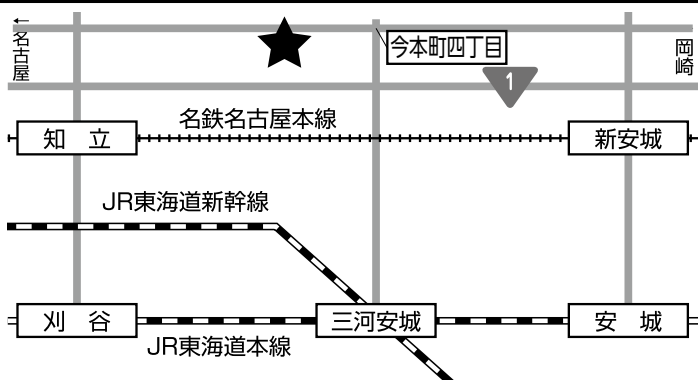 ←名古屋
今本町四丁目
岡崎
1
名鉄名古屋本線
知　立
新安城
JR東海道新幹線
刈　谷
三河安城
安　城
JR東海道本線